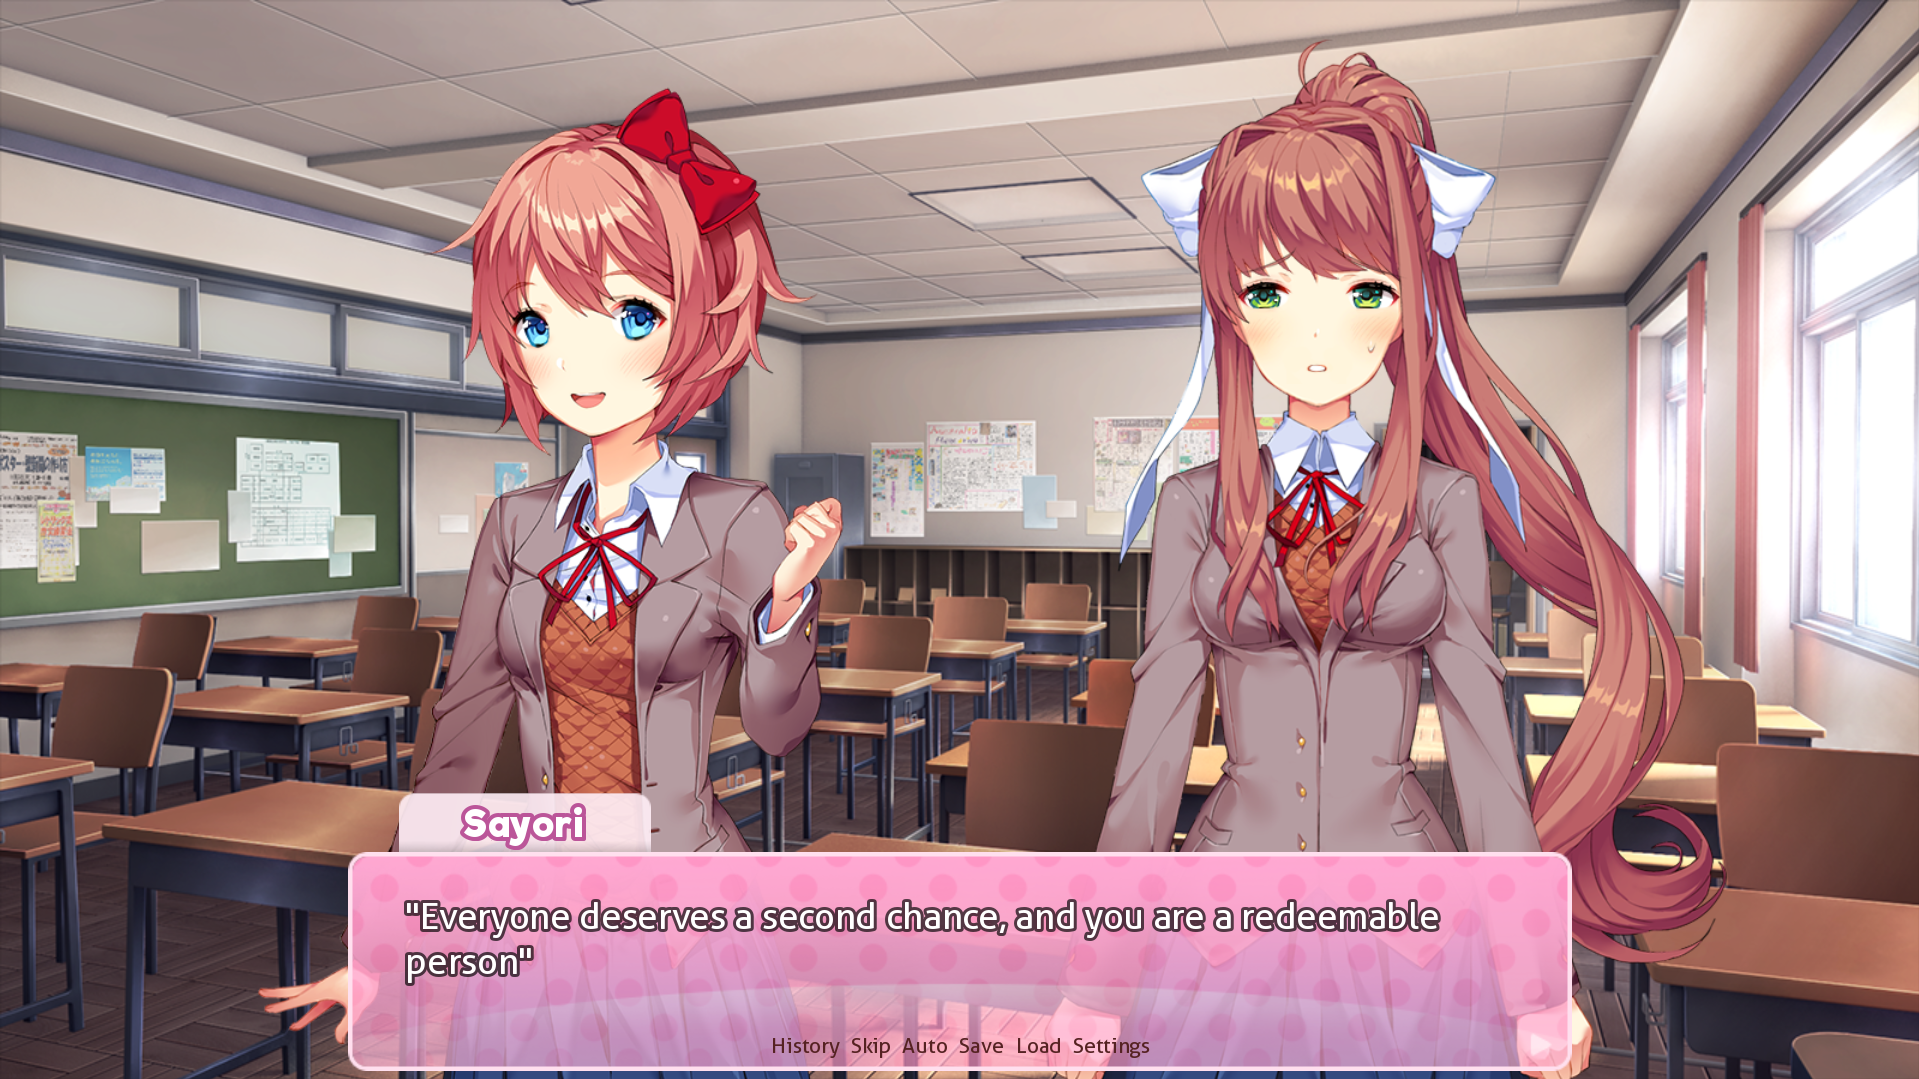 Sayori
"Everyone deserves a second chance, and you are a redeemable
person"
History Skip Auto Save Load Settings